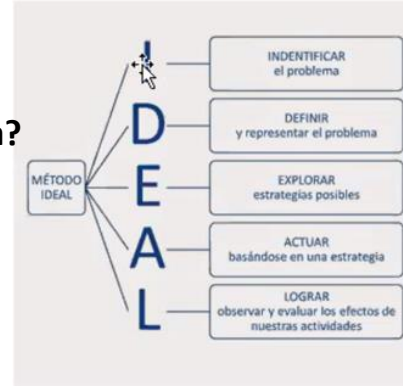 MÉTODO
IDEAL
I
INDENTIFICAR
el problema
D
DEFINIR
y representar el problema
E
EXPLORAR
estrategias posibles
A
ACTUAR
basándose en una estrategia
L
LOGRAR
observar y evaluar los efectos de
nuestras actividades